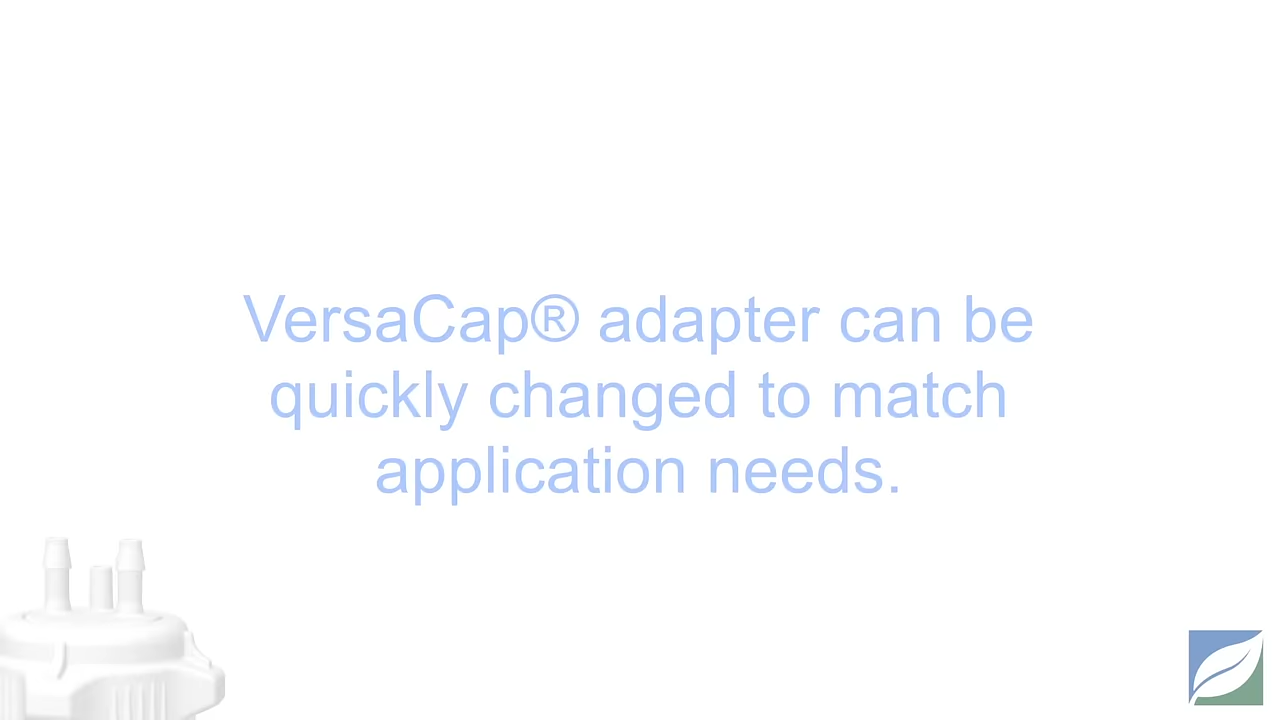 VersaCap® adapter can be
quickly changed to match
application needs.